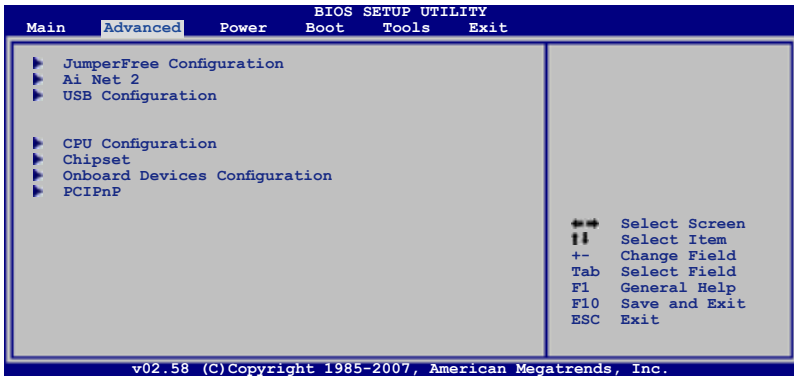 BIOS SETUP UTILITY
Main Advanced Power Boot Tools Exit
JumperFree Configuration
Ai Net 2
USB Configuration
CPU Configuration
Chipset
Onboard Devices Configuration
PCIPnP
Select Screen
Select Item
+- Change Field
Tab Select Field
F1 General Help
F10 Save and Exit
ESC Exit
v02.58 (C)Copyright 1985-2007, American Megatrends, Inc.